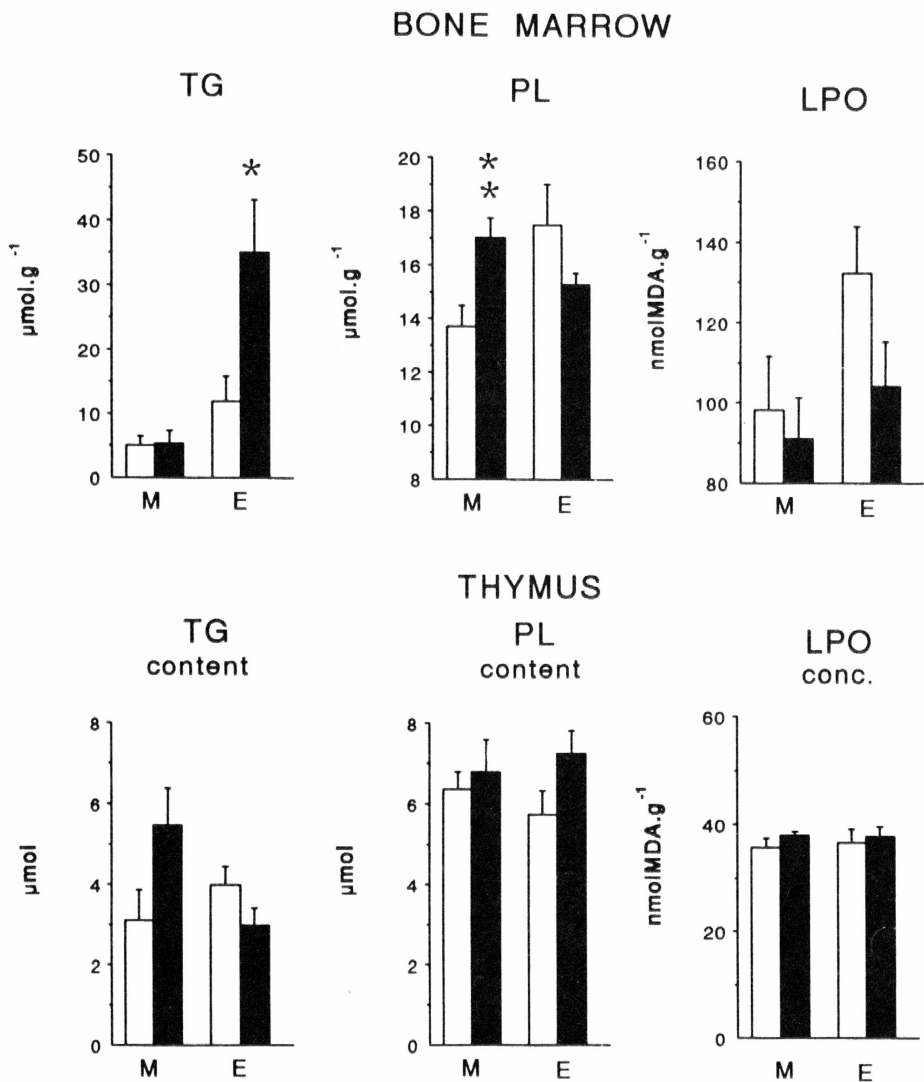 BONE MARROW
TG
PL
LPO
µmol.g⁻¹
50
40
30
20
10
0
M E
*
µmol.g⁻¹
20
18
16
14
12
10
8
M E
*
*
nmolMDA.g⁻¹
160
140
120
100
80
M E
THYMUS
TG
content
PL
content
LPO
conc.
µmol
8
6
4
2
0
M E
µmol
8
6
4
2
0
M E
nmolMDA.g⁻¹
60
40
20
0
M E